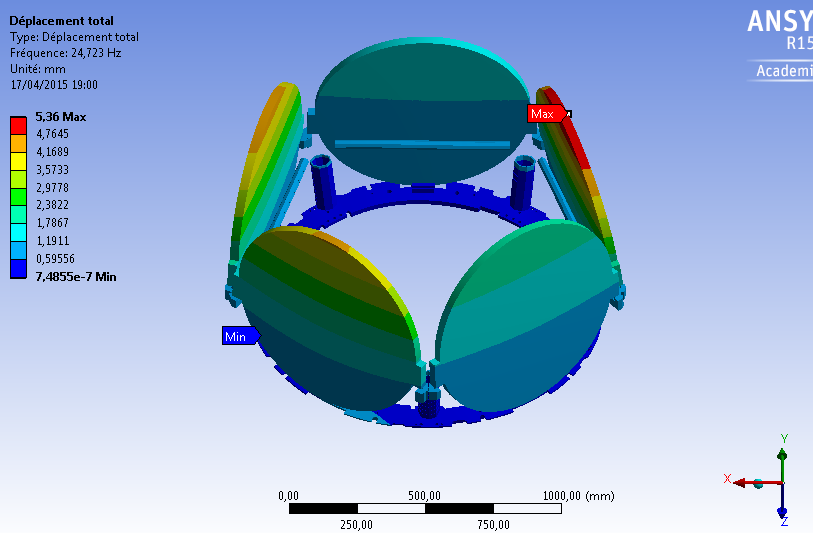 Déplacement total
Type: Déplacement total
Fréquence: 24,723 Hz
Unité: mm
17/04/2015 19:00
5,36 Max
4,7645
4,1689
3,5733
2,9778
2,3822
1,7867
1,1911
0,59556
7,4855e-7 Min
ANSY
R15
Academi
Max
Min
0,00
500,00
1000,00 (mm)
250,00
750,00
Y
X
Z